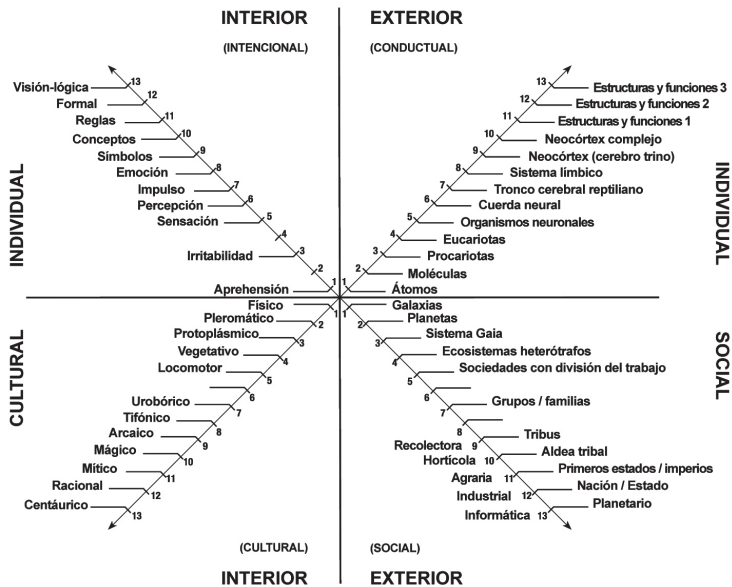 INTERIOR
(INTENCIONAL)
EXTERIOR
(CONDUCTUAL)
INDIVIDUAL
Visión-lógica 13
Formal 12
Reglas 11
Conceptos 10
Símbolos 9
Emoción 8
Impulso 7
Percepción 6
Sensación 5
4
Irritabilidad 3
2
Aprehensión 1
13 Estructuras y funciones 3
12 Estructuras y funciones 2
11 Estructuras y funciones 1
10 Neocórtex complejo
9 Neocórtex (cerebro trino)
8 Sistema límbico
7 Tronco cerebral reptiliano
6 Cuerda neural
5 Organismos neuronales
4 Eucariotas
3 Procariotas
2 Moléculas
1 Átomos
INDIVIDUAL
CULTURAL
Físico 1
Pleromático 2
Protoplásmico 3
Vegetativo 4
Locomotor 5
6
Urobórico 7
Tifónico 8
Arcaico 9
Mágico 10
Mítico 11
Racional 12
Centáurico 13
1 Galaxias
2 Planetas
3 Sistema Gaia
4 Ecosistemas heterótrafos
5 Sociedades con división del trabajo
6
7 Grupos / familias
8
Recolectora 9 Tribus
Hortícola 10 Aldea tribal
Agraria 11 Primeros estados / imperios
Industrial 12 Nación / Estado
Informática 13 Planetario
SOCIAL
(CULTURAL)
INTERIOR
(SOCIAL)
EXTERIOR